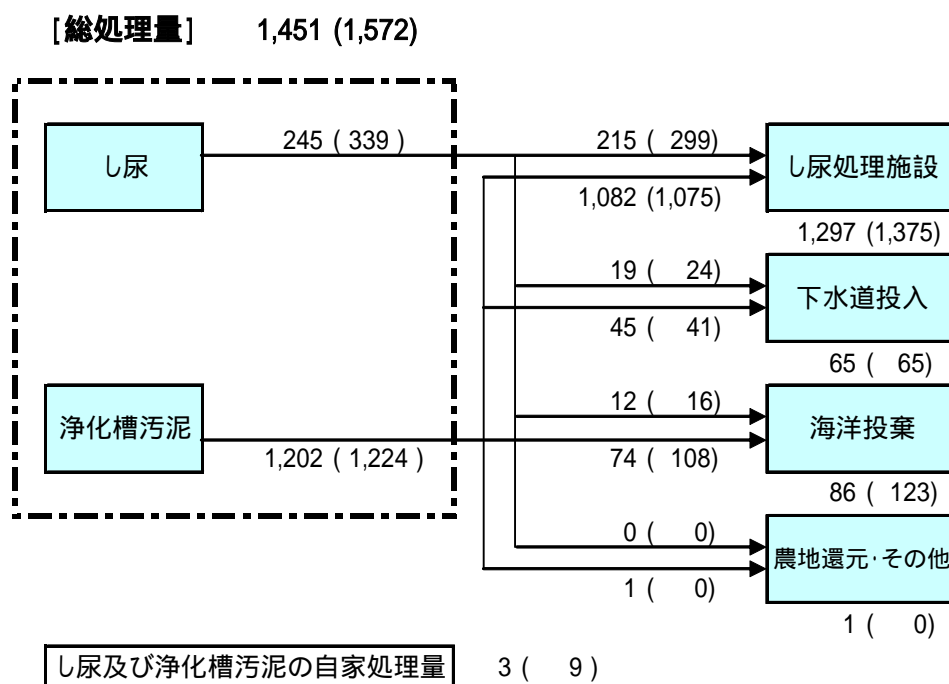 [総処理量] 1,451 (1,572)
し尿 245 ( 339 ) 215 ( 299) し尿処理施設
1,082 (1,075)
1,297 (1,375)
19 ( 24) 下水道投入
45 ( 41)
65 ( 65)
浄化槽汚泥 12 ( 16) 海洋投棄
1,202 ( 1,224 ) 74 ( 108)
86 ( 123)
0 ( 0) 農地還元・その他
1 ( 0)
1 ( 0)
し尿及び浄化槽汚泥の自家処理量 3 ( 9 )